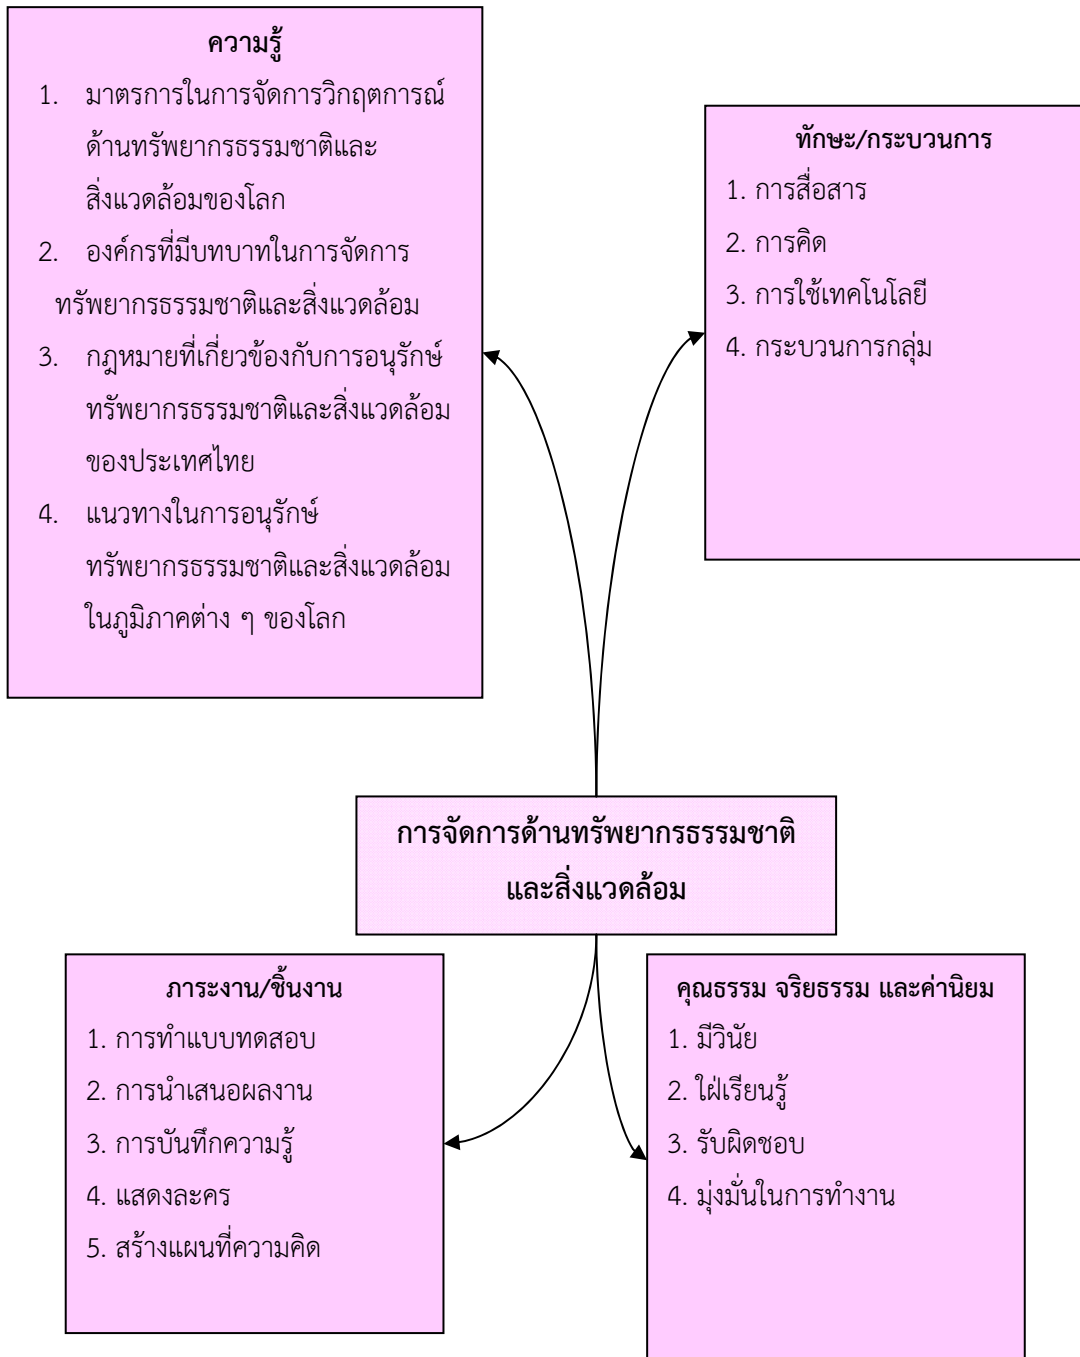 ความรู้
1. มาตรการในการจัดการวิกฤตการณ์
ด้านทรัพยากรธรรมชาติและ
สิ่งแวดล้อมของโลก
2. องค์กรที่มีบทบาทในการจัดการ
ทรัพยากรธรรมชาติและสิ่งแวดล้อม
3. กฎหมายที่เกี่ยวข้องกับการอนุรักษ์
ทรัพยากรธรรมชาติและสิ่งแวดล้อม
ของประเทศไทย
4. แนวทางในการอนุรักษ์
ทรัพยากรธรรมชาติและสิ่งแวดล้อม
ในภูมิภาคต่าง ๆ ของโลก
ทักษะ/กระบวนการ
1. การสื่อสาร
2. การคิด
3. การใช้เทคโนโลยี
4. กระบวนการกลุ่ม
การจัดการด้านทรัพยากรธรรมชาติ
และสิ่งแวดล้อม
ภาระงาน/ชิ้นงาน
1. การทำแบบทดสอบ
2. การนำเสนอผลงาน
3. การบันทึกความรู้
4. แสดงละคร
5. สร้างแผนที่ความคิด
คุณธรรม จริยธรรม และค่านิยม
1. มีวินัย
2. ใฝ่เรียนรู้
3. รับผิดชอบ
4. มุ่งมั่นในการทำงาน